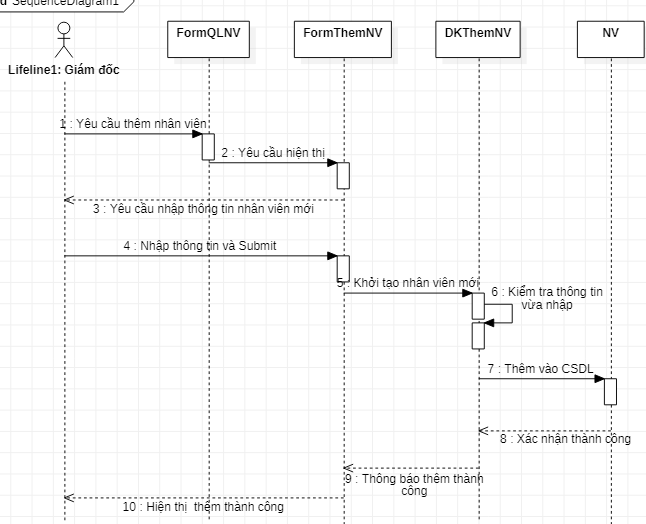 SequenceDiagram1
FormQLNV
FormThemNV
DKThemNV
NV
Lifeline1: Giám đốc
1 : Yêu cầu thêm nhân viên
2 : Yêu cầu hiện thi
3 : Yêu cầu nhập thông tin nhân viên mới
4 : Nhập thông tin và Submit
5 : Khởi tạo nhân viên mới
6 : Kiểm tra thông tin
vừa nhập
7 : Thêm vào CSDL
8 : Xác nhận thành công
9 : Thông báo thêm thành
công
10 : Hiện thị thêm thành công